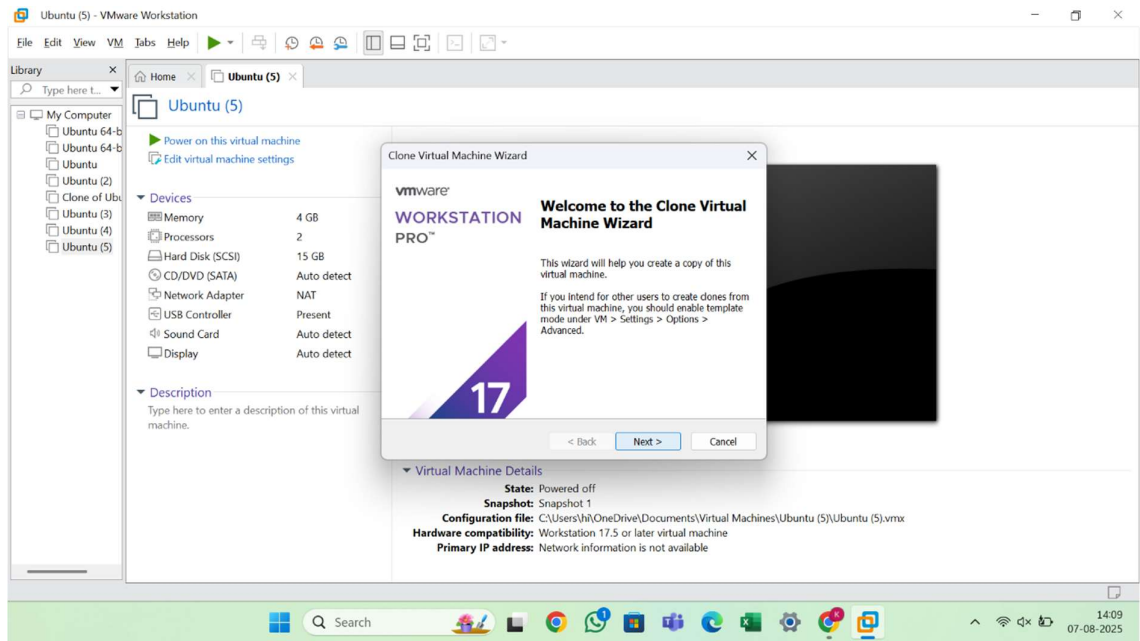 Ubuntu (5) - VMware Workstation
File Edit View VM Tabs Help
Library
Type here t...
Home
Ubuntu (5)
My Computer
Ubuntu 64-b
Ubuntu 64-b
Ubuntu
Ubuntu (2)
Clone of Ubu
Ubuntu (3)
Ubuntu (4)
Ubuntu (5)
Ubuntu (5)
Power on this virtual machine
Edit virtual machine settings
Devices
Memory 4 GB
Processors 2
Hard Disk (SCSI) 15 GB
CD/DVD (SATA) Auto detect
Network Adapter NAT
USB Controller Present
Sound Card Auto detect
Display Auto detect
Description
Type here to enter a description of this virtual
machine.
Clone Virtual Machine Wizard
vmware®
WORKSTATION
PRO™
17
Welcome to the Clone Virtual
Machine Wizard
This wizard will help you create a copy of this
virtual machine.
If you intend for other users to create clones from
this virtual machine, you should enable template
mode under VM > Settings > Options >
Advanced.
< Back Next > Cancel
Virtual Machine Details
State: Powered off
Snapshot: Snapshot 1
Configuration file: C:\Users\hi\OneDrive\Documents\Virtual Machines\Ubuntu (5)\Ubuntu (5).vmx
Hardware compatibility: Workstation 17.5 or later virtual machine
Primary IP address: Network information is not available
Search
1
K
14:09
07-08-2025